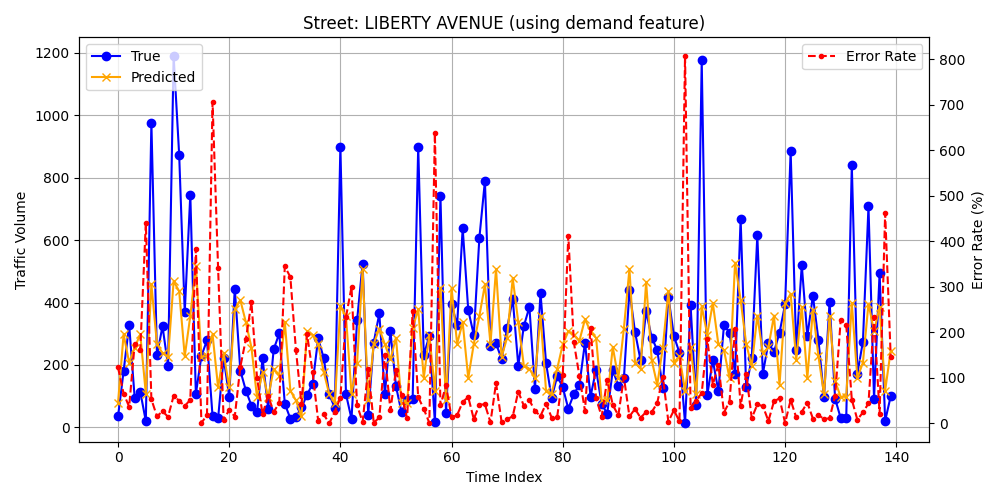 Street: LIBERTY AVENUE (using demand feature)
True
Predicted
Error Rate
1200
1000
800
600
400
200
0
Traffic Volume
800
700
600
500
400
300
200
100
0
Error Rate (%)
0 20 40 60 80 100 120 140
Time Index